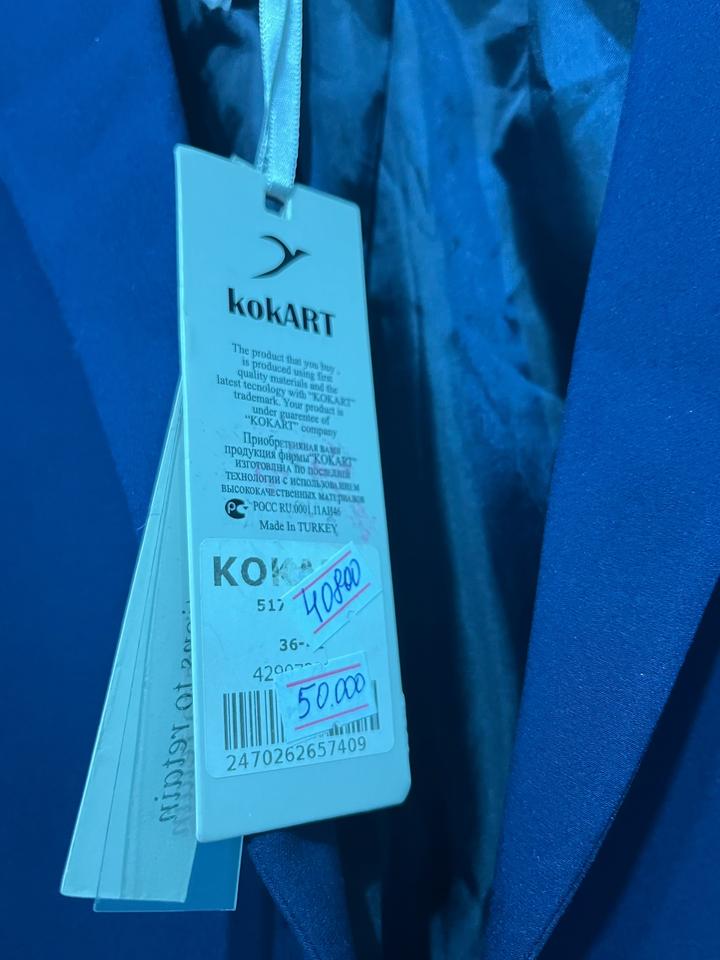 kokART
The product that you buy,
is produced using first
quality materials and the
latest tecnology with "KOKART"
trademark. Your product is
under guarentee of
"KOKART" company
Приобретенная вами
продукция фирмы "KOKART"
изготовлена по последней
технологии с использованием
высококачественных материалов
РОСС RU.0001.11АИ46
Made In TURKEY
40800
517
36-
50.000
2470262657409